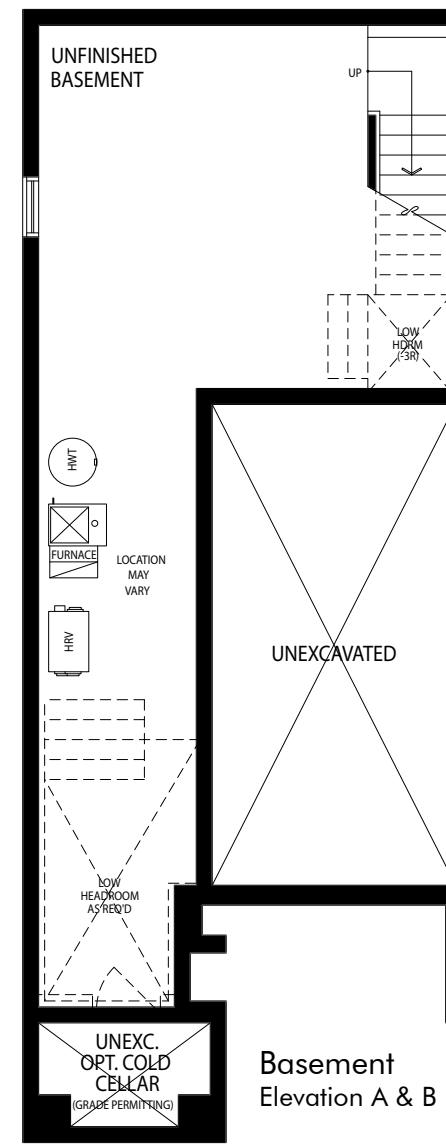 UNFINISHED
BASEMENT
UP
LOW
HDRM
(-3R)
HWT
FURNACE
LOCATION
MAY
VARY
HRV
UNEXCAVATED
LOW
HEADROOM
AS REQ'D
UNEXC.
OPT. COLD
CELLAR
(GRADE PERMITTING)
Basement
Elevation A & B